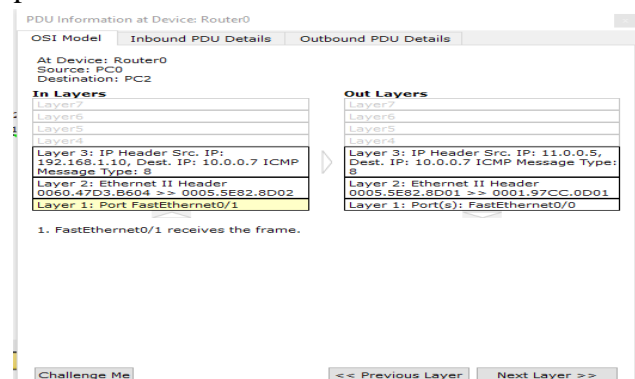 PDU Information at Device: Router0
OSI Model Inbound PDU Details Outbound PDU Details
At Device: Router0
Source: PC0
Destination: PC2
In Layers
Layer7
Layer6
Layer5
Layer4
Layer 3: IP Header Src. IP:
192.168.1.10, Dest. IP: 10.0.0.7 ICMP
Message Type: 8
Layer 2: Ethernet II Header
0060.47D3.B604 >> 0005.5E82.8D02
Layer 1: Port FastEthernet0/1
Out Layers
Layer7
Layer6
Layer5
Layer4
Layer 3: IP Header Src. IP: 11.0.0.5,
Dest. IP: 10.0.0.7 ICMP Message Type:
8
Layer 2: Ethernet II Header
0005.5E82.8D01 >> 0001.97CC.0D01
Layer 1: Port(s): FastEthernet0/0
1. FastEthernet0/1 receives the frame.
Challenge Me << Previous Layer Next Layer >>